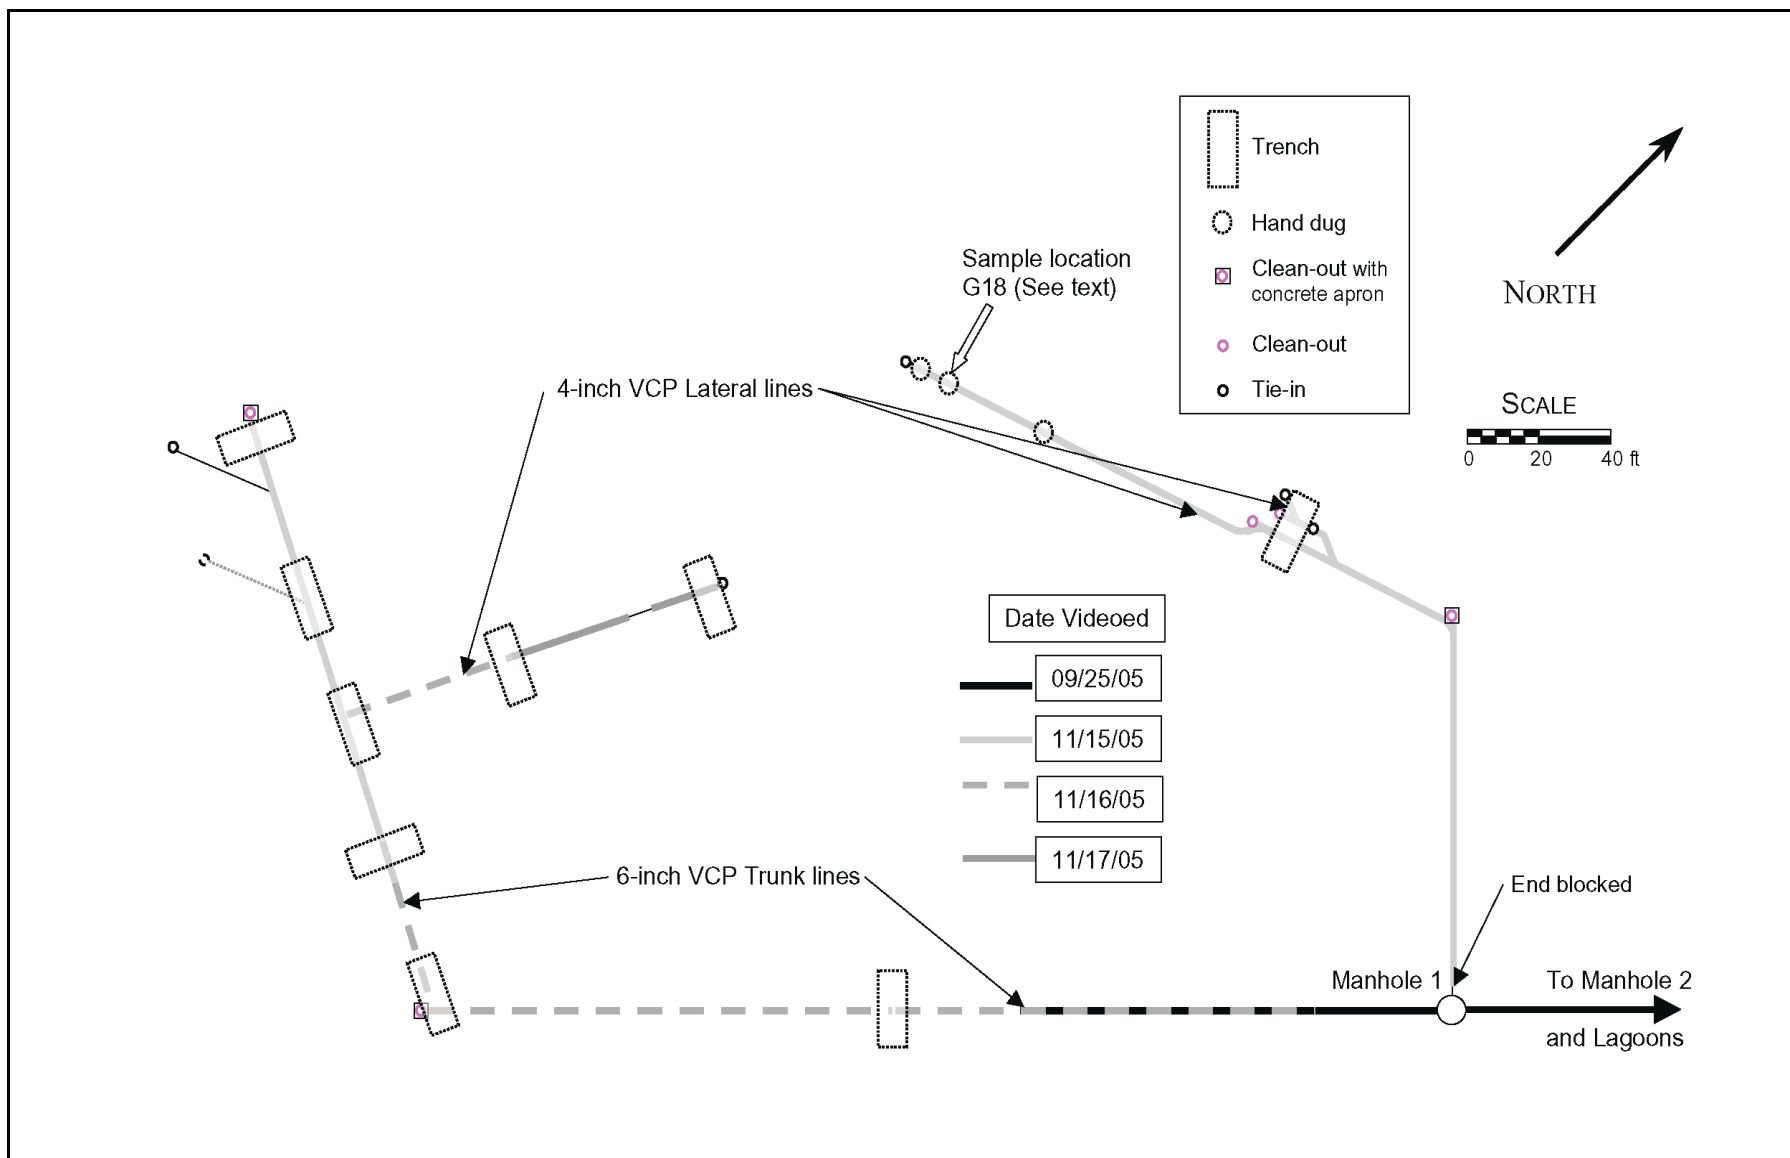 Trench
Hand dug
Clean-out with
concrete apron
Clean-out
Tie-in
NORTH
SCALE
0 20 40 ft
Sample location
G18 (See text)
4-inch VCP Lateral lines
Date Videoed
09/25/05
11/15/05
11/16/05
11/17/05
6-inch VCP Trunk lines
End blocked
Manhole 1
To Manhole 2
and Lagoons